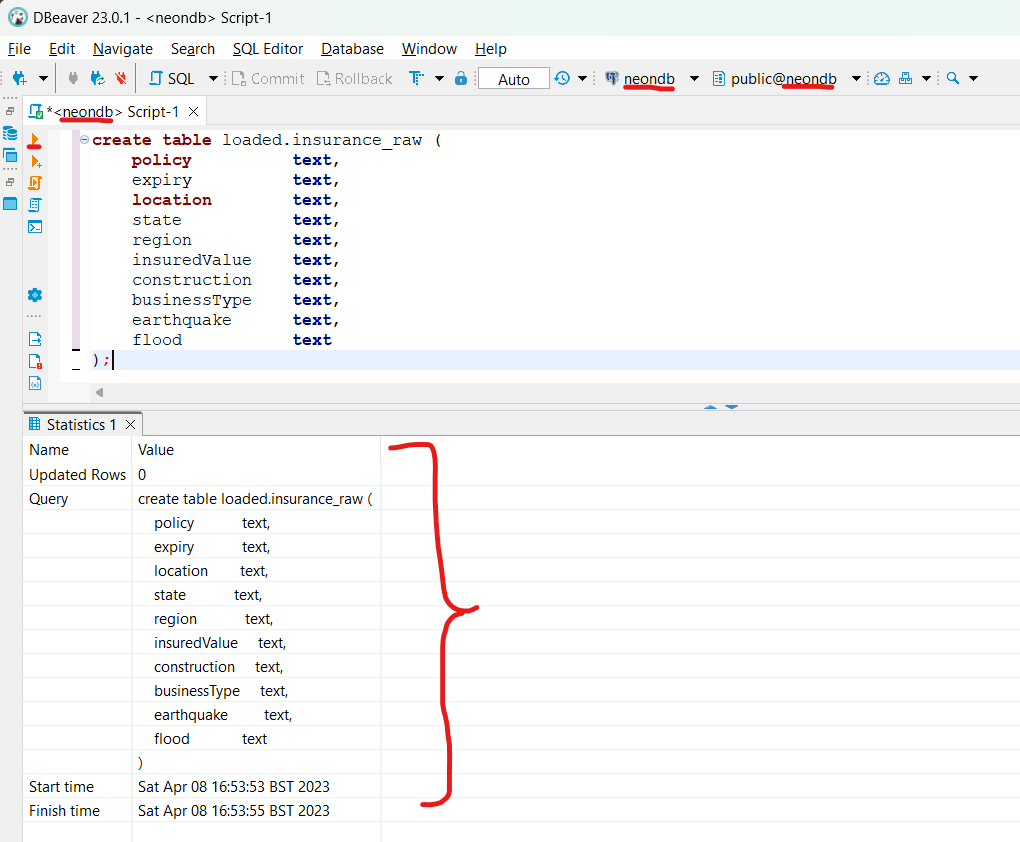 DBeaver 23.0.1 - <neondb> Script-1
File Edit Navigate Search SQL Editor Database Window Help
SQL Commit Rollback Auto neondb public@neondb
*<neondb> Script-1
create table loaded.insurance_raw (
policy text,
expiry text,
location text,
state text,
region text,
insuredValue text,
construction text,
businessType text,
earthquake text,
flood text
);
Statistics 1
Name Value
Updated Rows 0
Query create table loaded.insurance_raw (
policy text,
expiry text,
location text,
state text,
region text,
insuredValue text,
construction text,
businessType text,
earthquake text,
flood text
)
Start time Sat Apr 08 16:53:53 BST 2023
Finish time Sat Apr 08 16:53:55 BST 2023